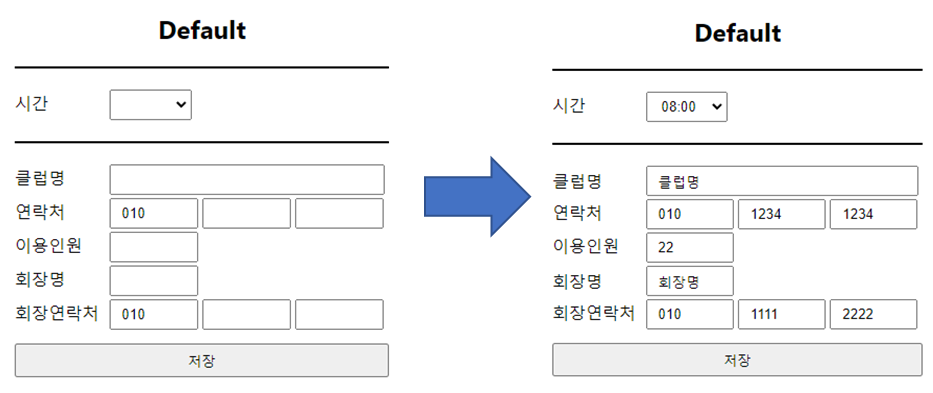 Default
시간
클럽명
연락처 010
이용인원
회장명
회장연락처 010
저장
Default
시간 08:00
클럽명 클럽명
연락처 010 1234 1234
이용인원 22
회장명 회장명
회장연락처 010 1111 2222
저장